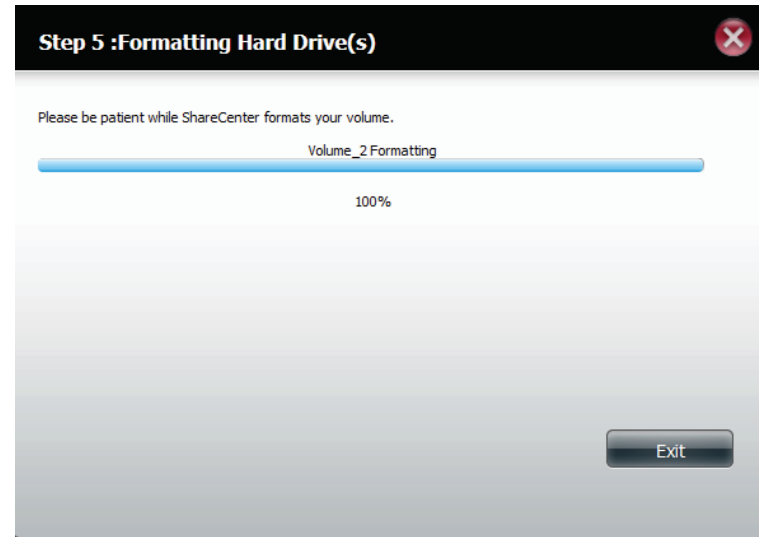 Step 5 :Formatting Hard Drive(s)
Please be patient while ShareCenter formats your volume.
Volume_2 Formatting
100%
Exit